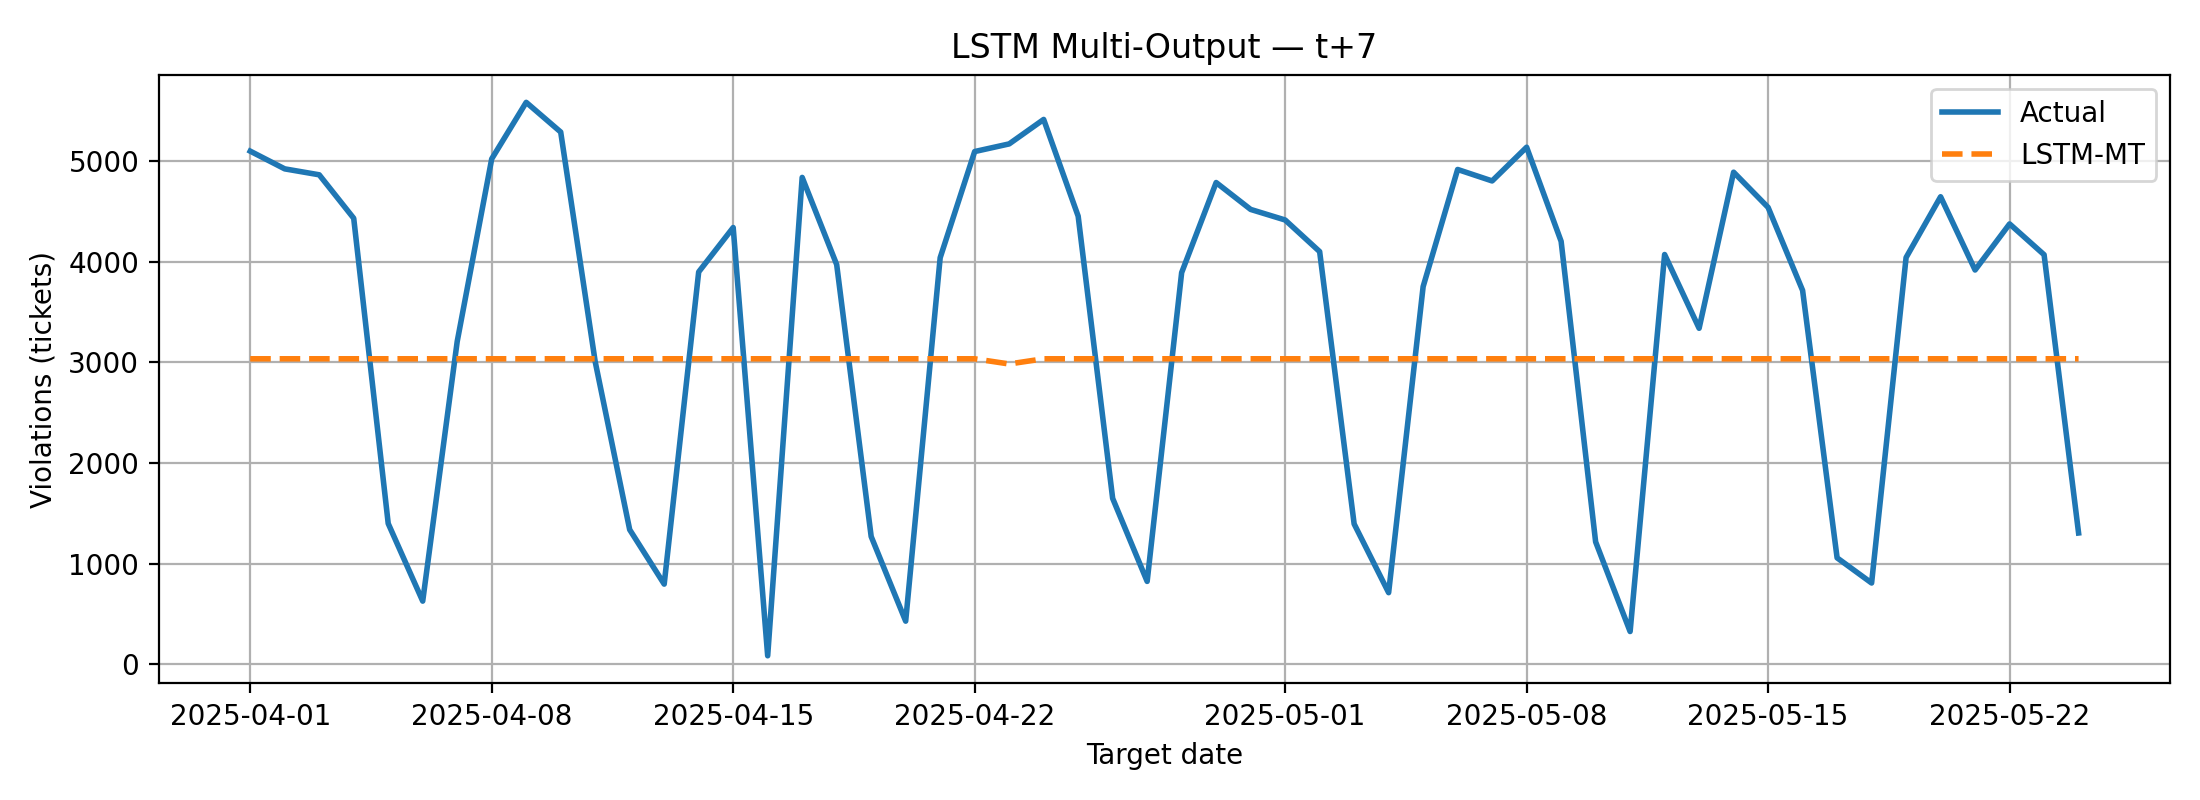 LSTM Multi-Output — t+7
Actual
LSTM-MT
Violations (tickets)
5000
4000
3000
2000
1000
0
2025-04-01 2025-04-08 2025-04-15 2025-04-22 2025-05-01 2025-05-08 2025-05-15 2025-05-22
Target date